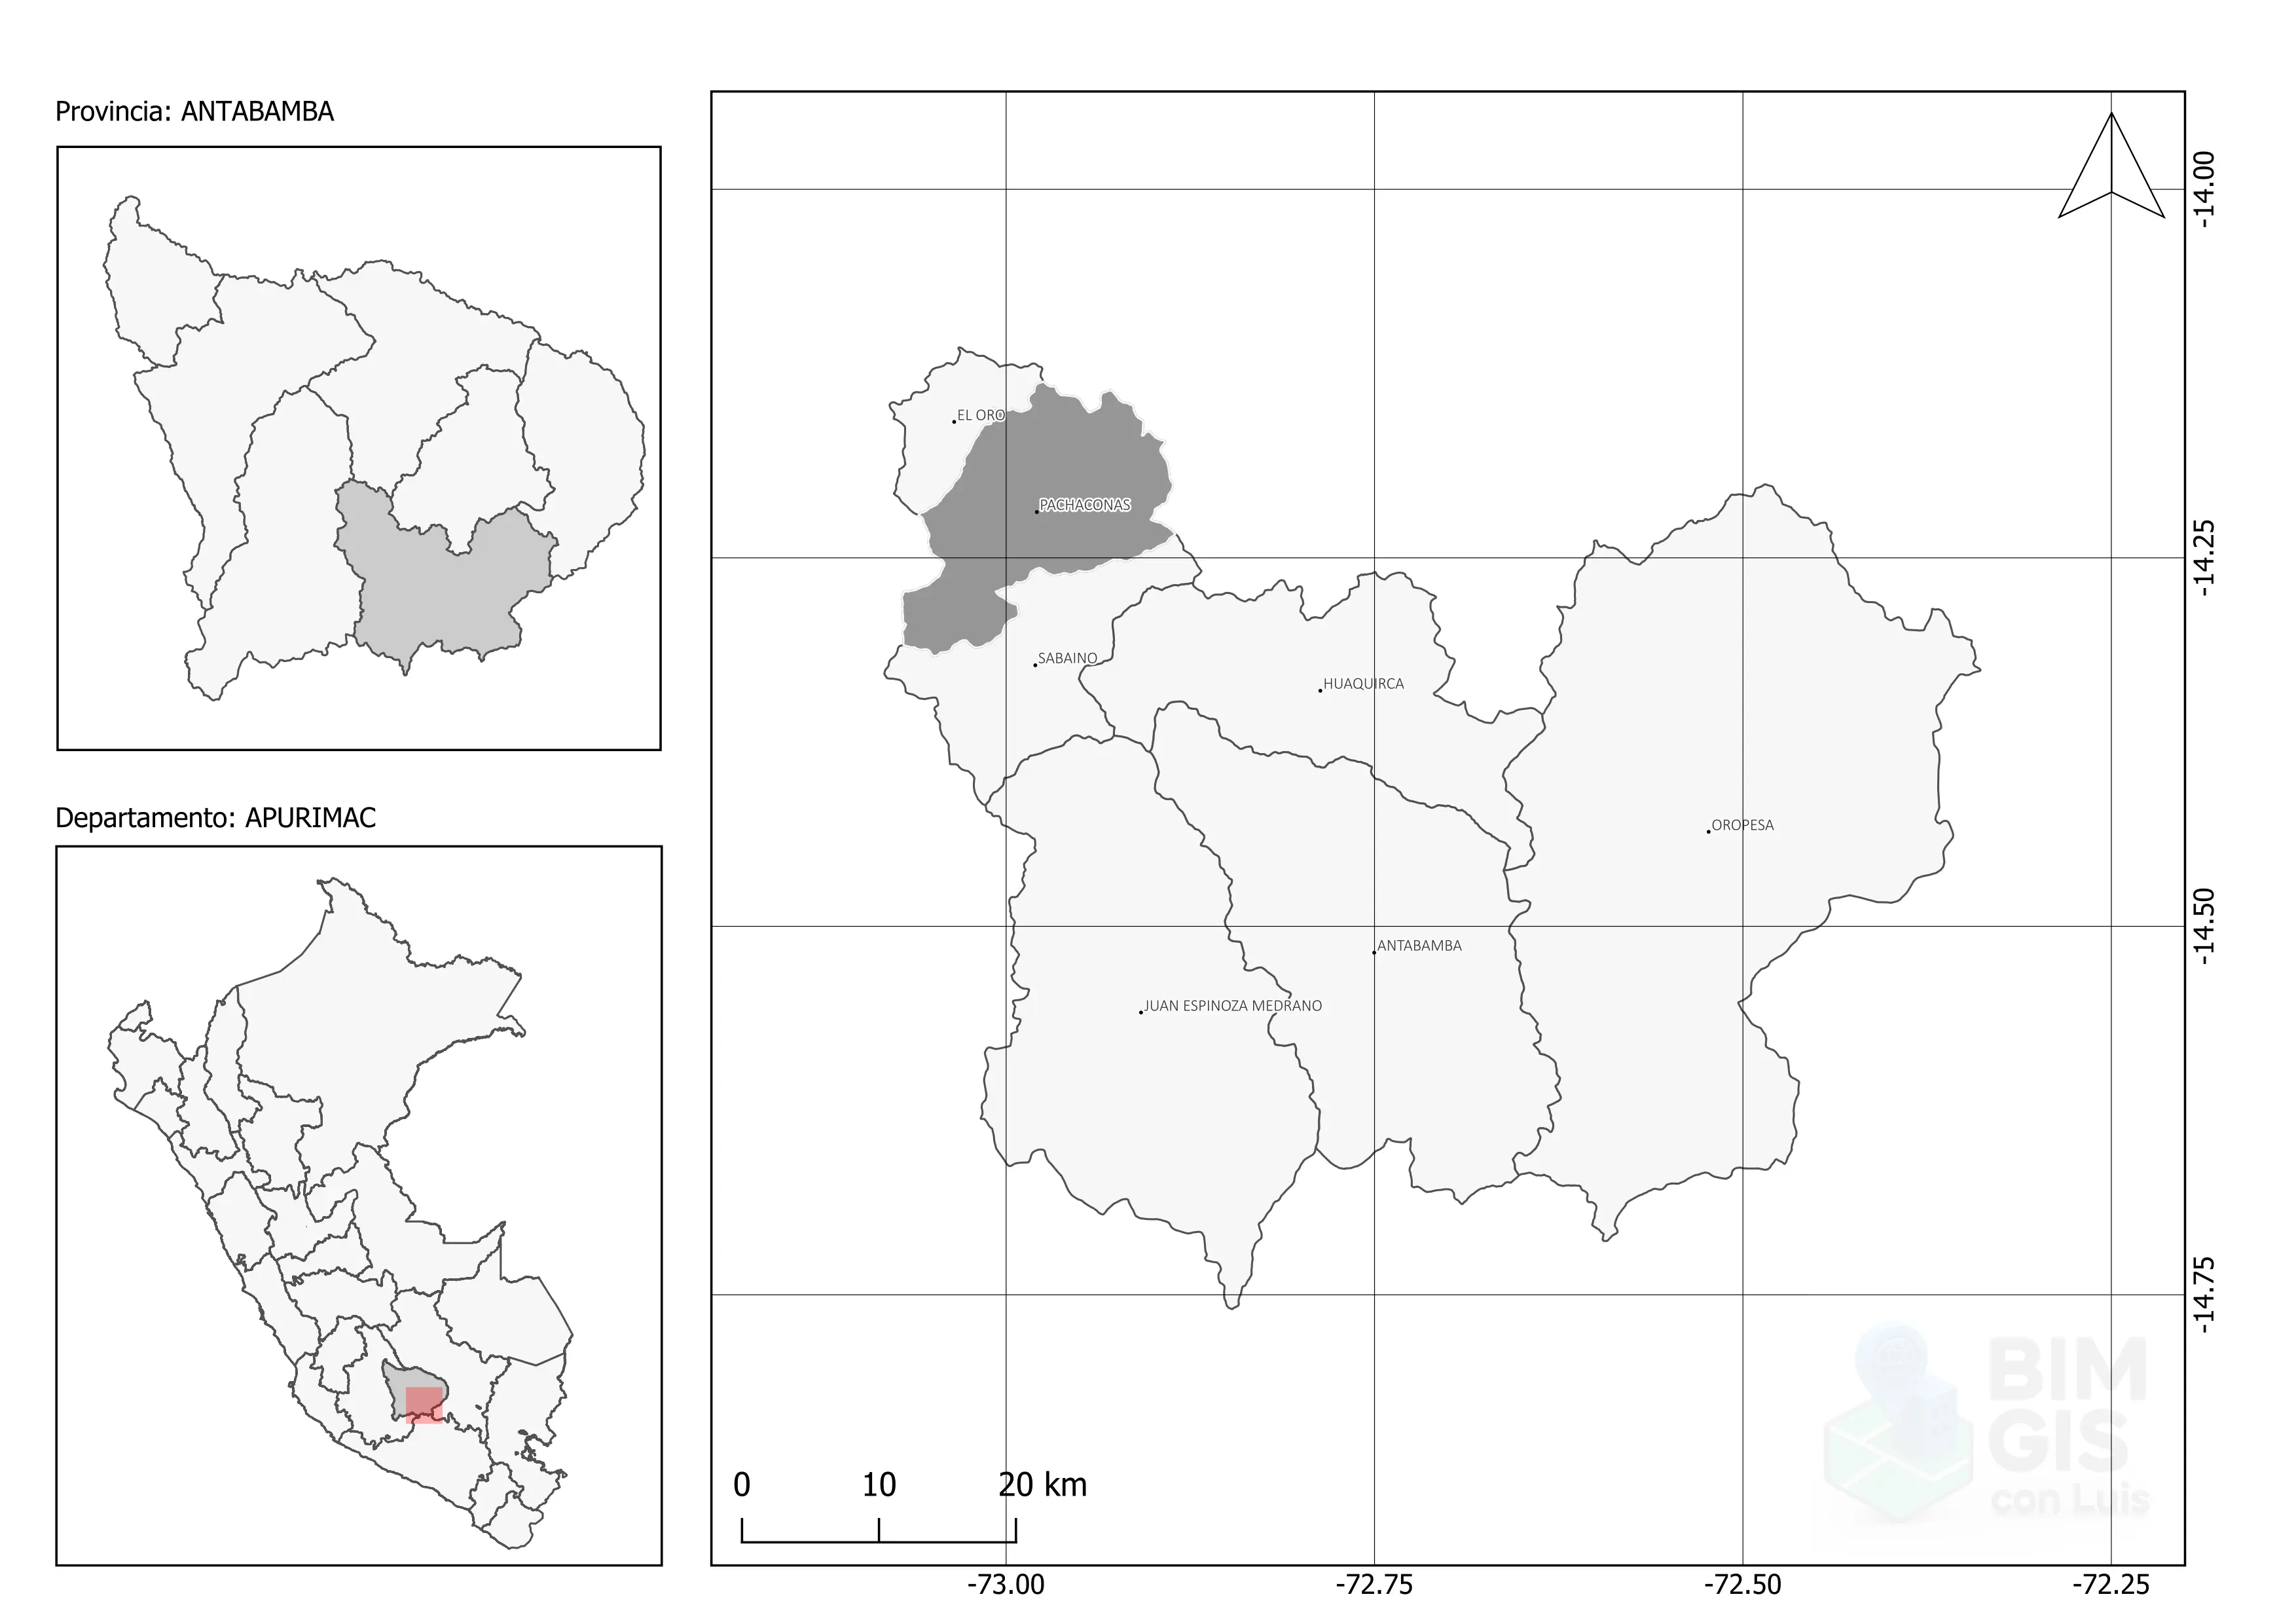 Provincia: ANTABAMBA
Departamento: APURIMAC
EL ORO
PACHACONAS
SABAINO
HUAQUIRCA
OROPESA
ANTABAMBA
JUAN ESPINOZA MEDRANO
-14.00
-14.25
-14.50
-14.75
0 10 20 km
-73.00 -72.75 -72.50 -72.25
BIM
GIS
con Luis